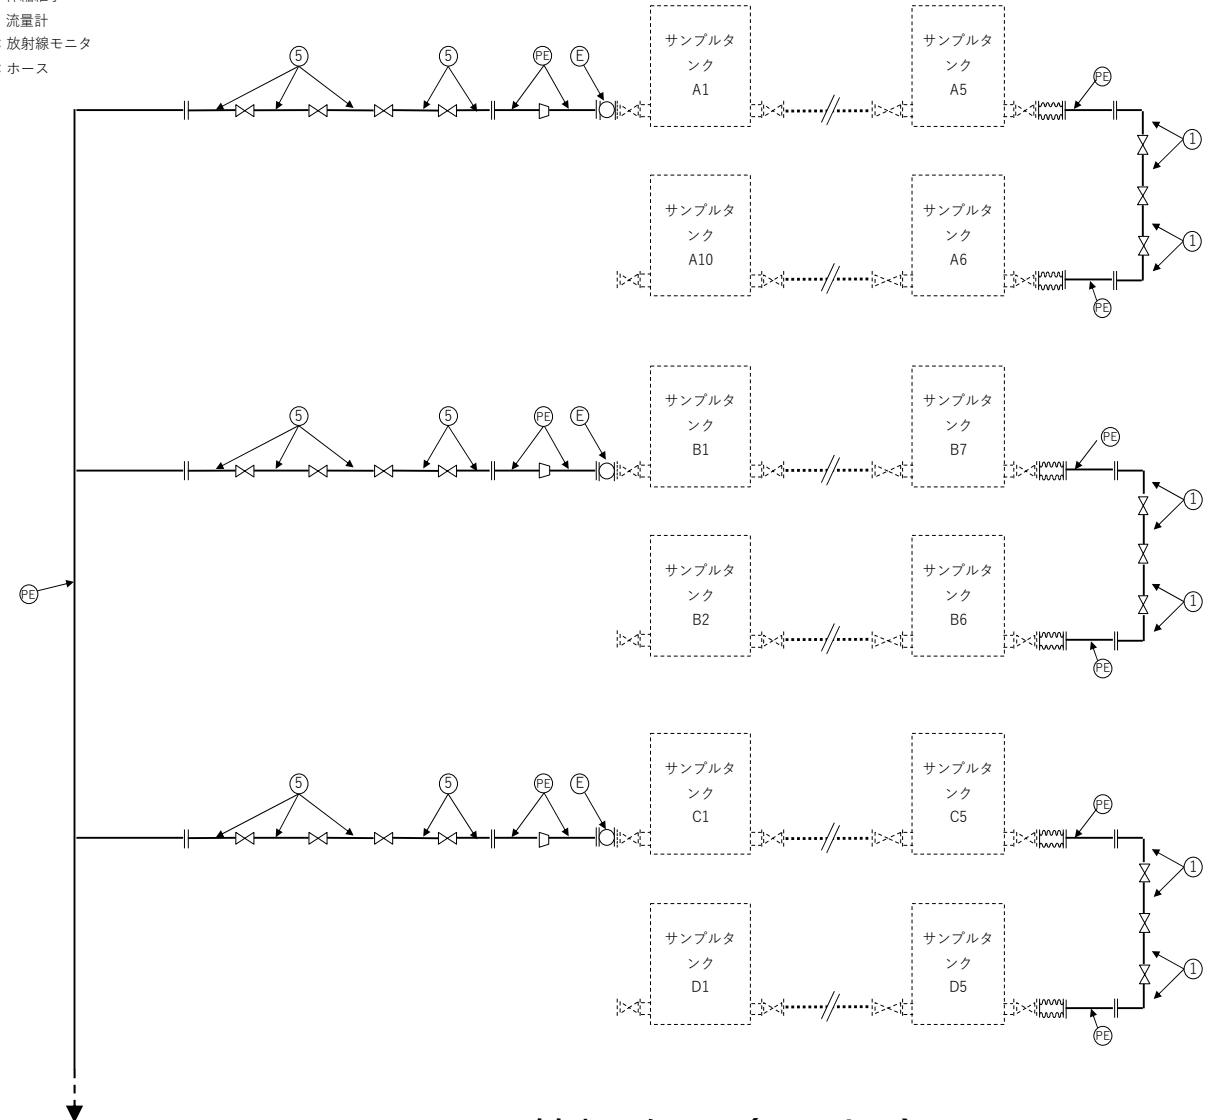 流量計
: 放射線モニタ
: ホース
5
5
PE
E
サンプルタ
ンク
A1
サンプルタ
ンク
A5
PE
1
サンプルタ
ンク
A10
サンプルタ
ンク
A6
1
PE
5
5
PE
E
サンプルタ
ンク
B1
サンプルタ
ンク
B7
PE
1
PE
サンプルタ
ンク
B2
サンプルタ
ンク
B6
1
PE
5
5
PE
E
サンプルタ
ンク
C1
サンプルタ
ンク
C5
PE
1
サンプルタ
ンク
D1
サンプルタ
ンク
D5
1
PE